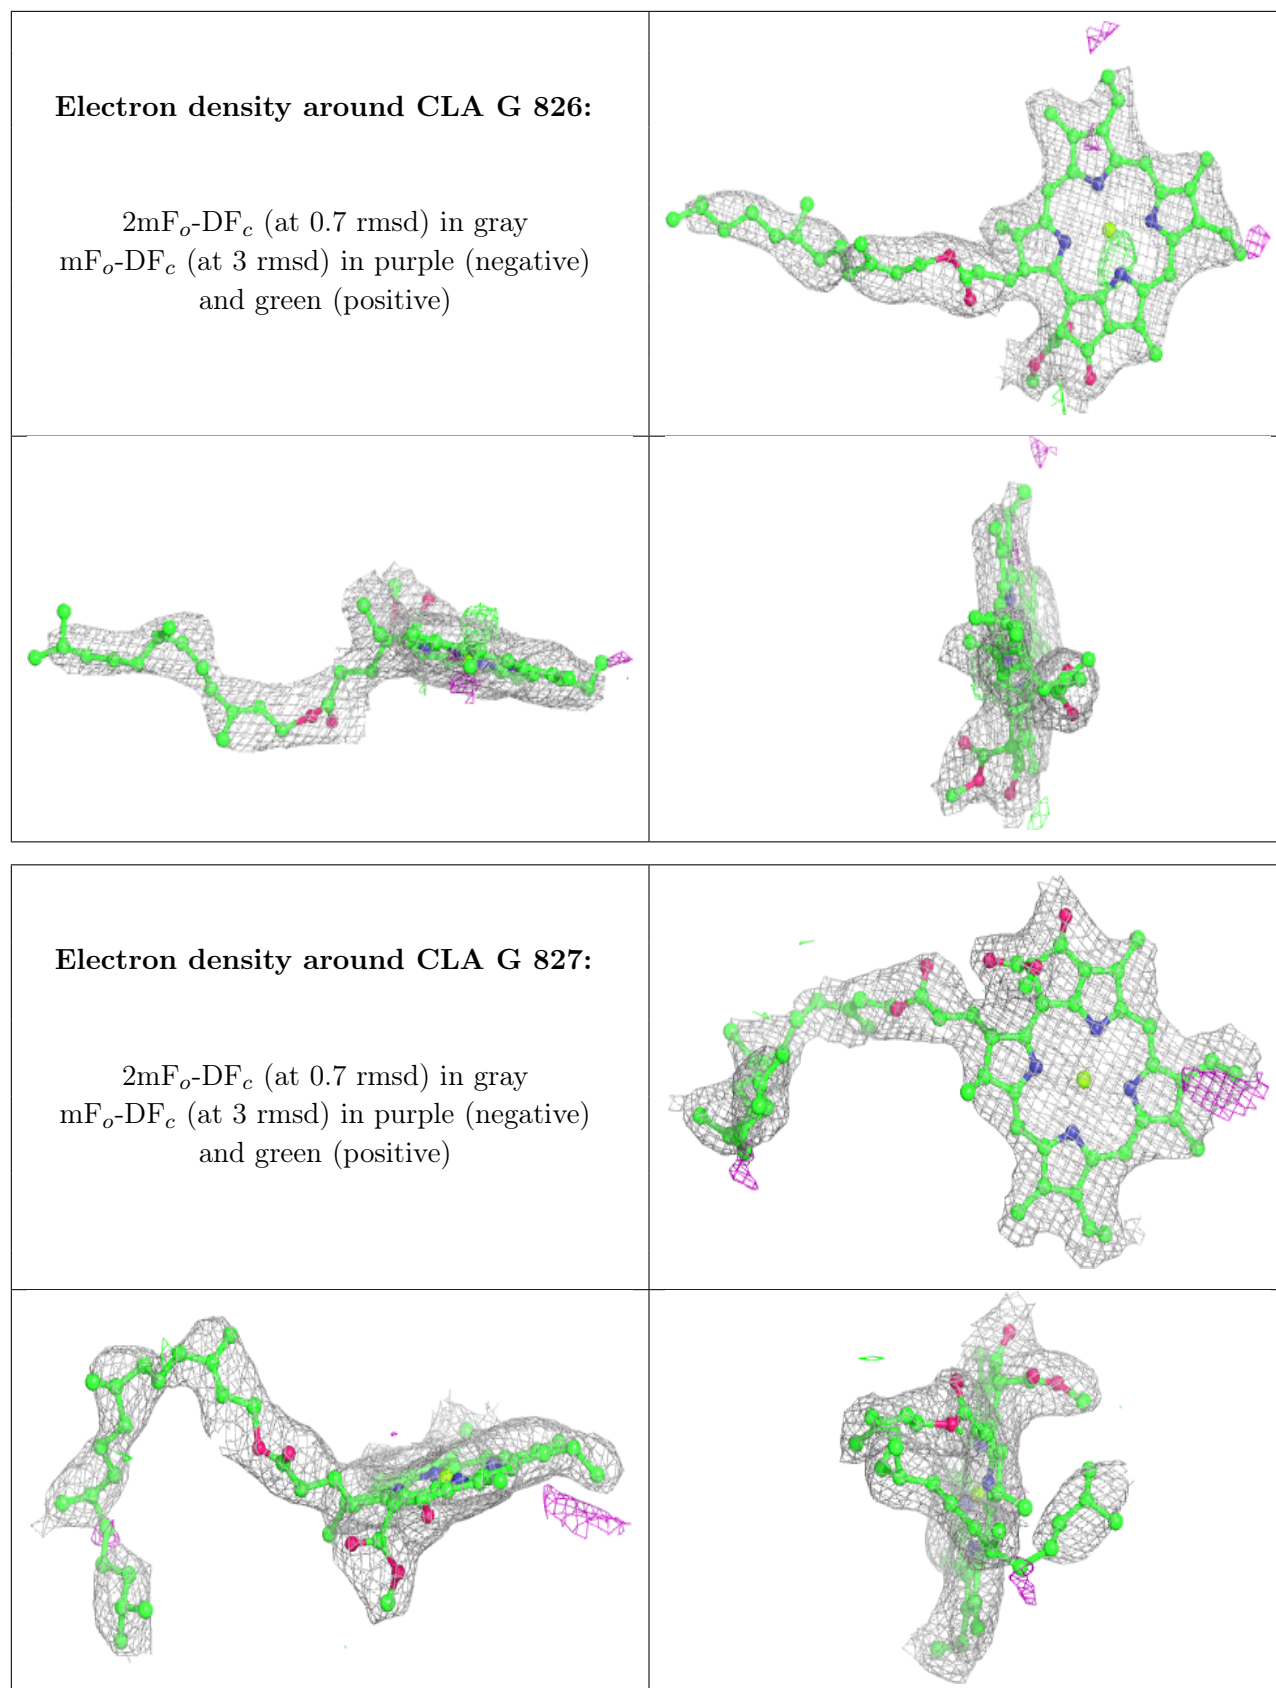 Electron density around CLA G 826:
2mFo-DFc (at 0.7 rmsd) in gray
mFo-DFc (at 3 rmsd) in purple (negative)
and green (positive)
Electron density around CLA G 827:
2mFo-DFc (at 0.7 rmsd) in gray
mFo-DFc (at 3 rmsd) in purple (negative)
and green (positive)